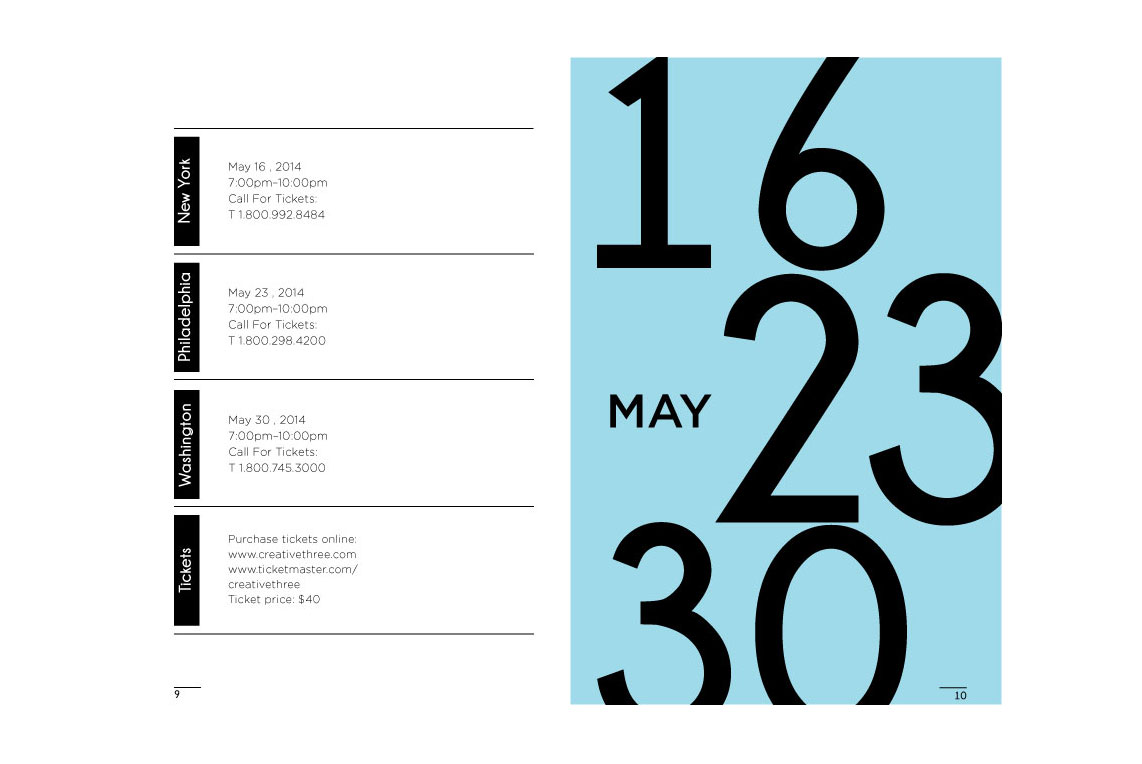 New York
May 16 , 2014
7:00pm–10:00pm
Call For Tickets:
T 1.800.992.8484
Philadelphia
May 23 , 2014
7:00pm–10:00pm
Call For Tickets:
T 1.800.298.4200
Washington
May 30 , 2014
7:00pm–10:00pm
Call For Tickets:
T 1.800.745.3000
Tickets
Purchase tickets online:
www.creativethree.com
www.ticketmaster.com/
creativethree
Ticket price: $40
9
16
MAY
23
30
10